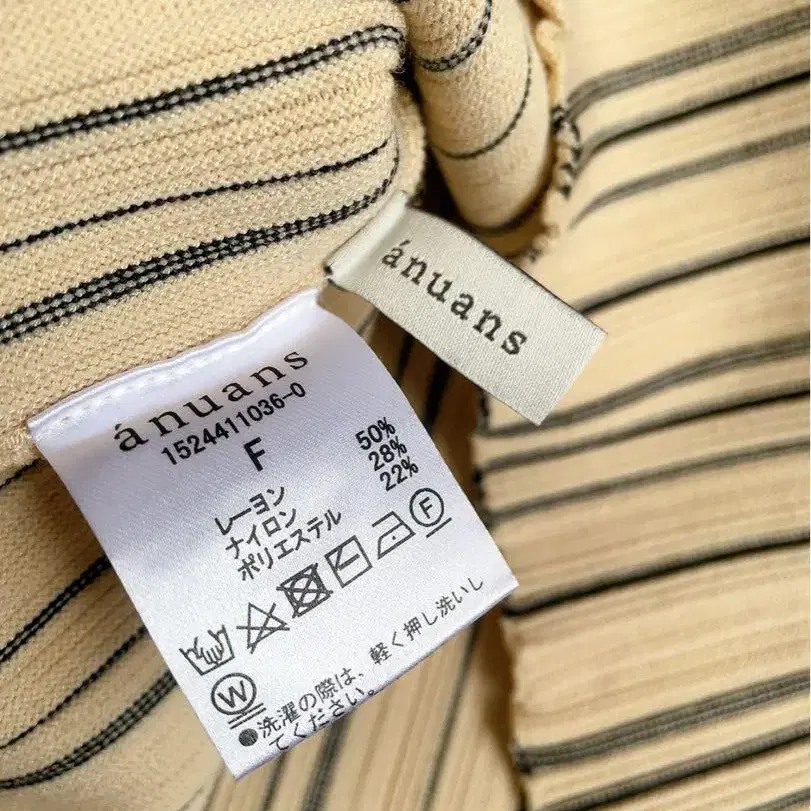 ánuans
ánuans
1524411036-0
F
レーヨン 50%
ナイロン 28%
ポリエステル 22%
F
W
●洗濯の際は、軽く押し洗いし
てください。